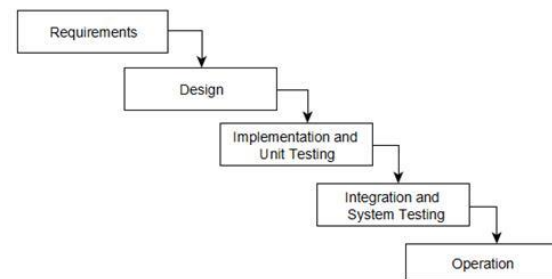 Requirements
Design
Implementation and
Unit Testing
Integration and
System Testing
Operation